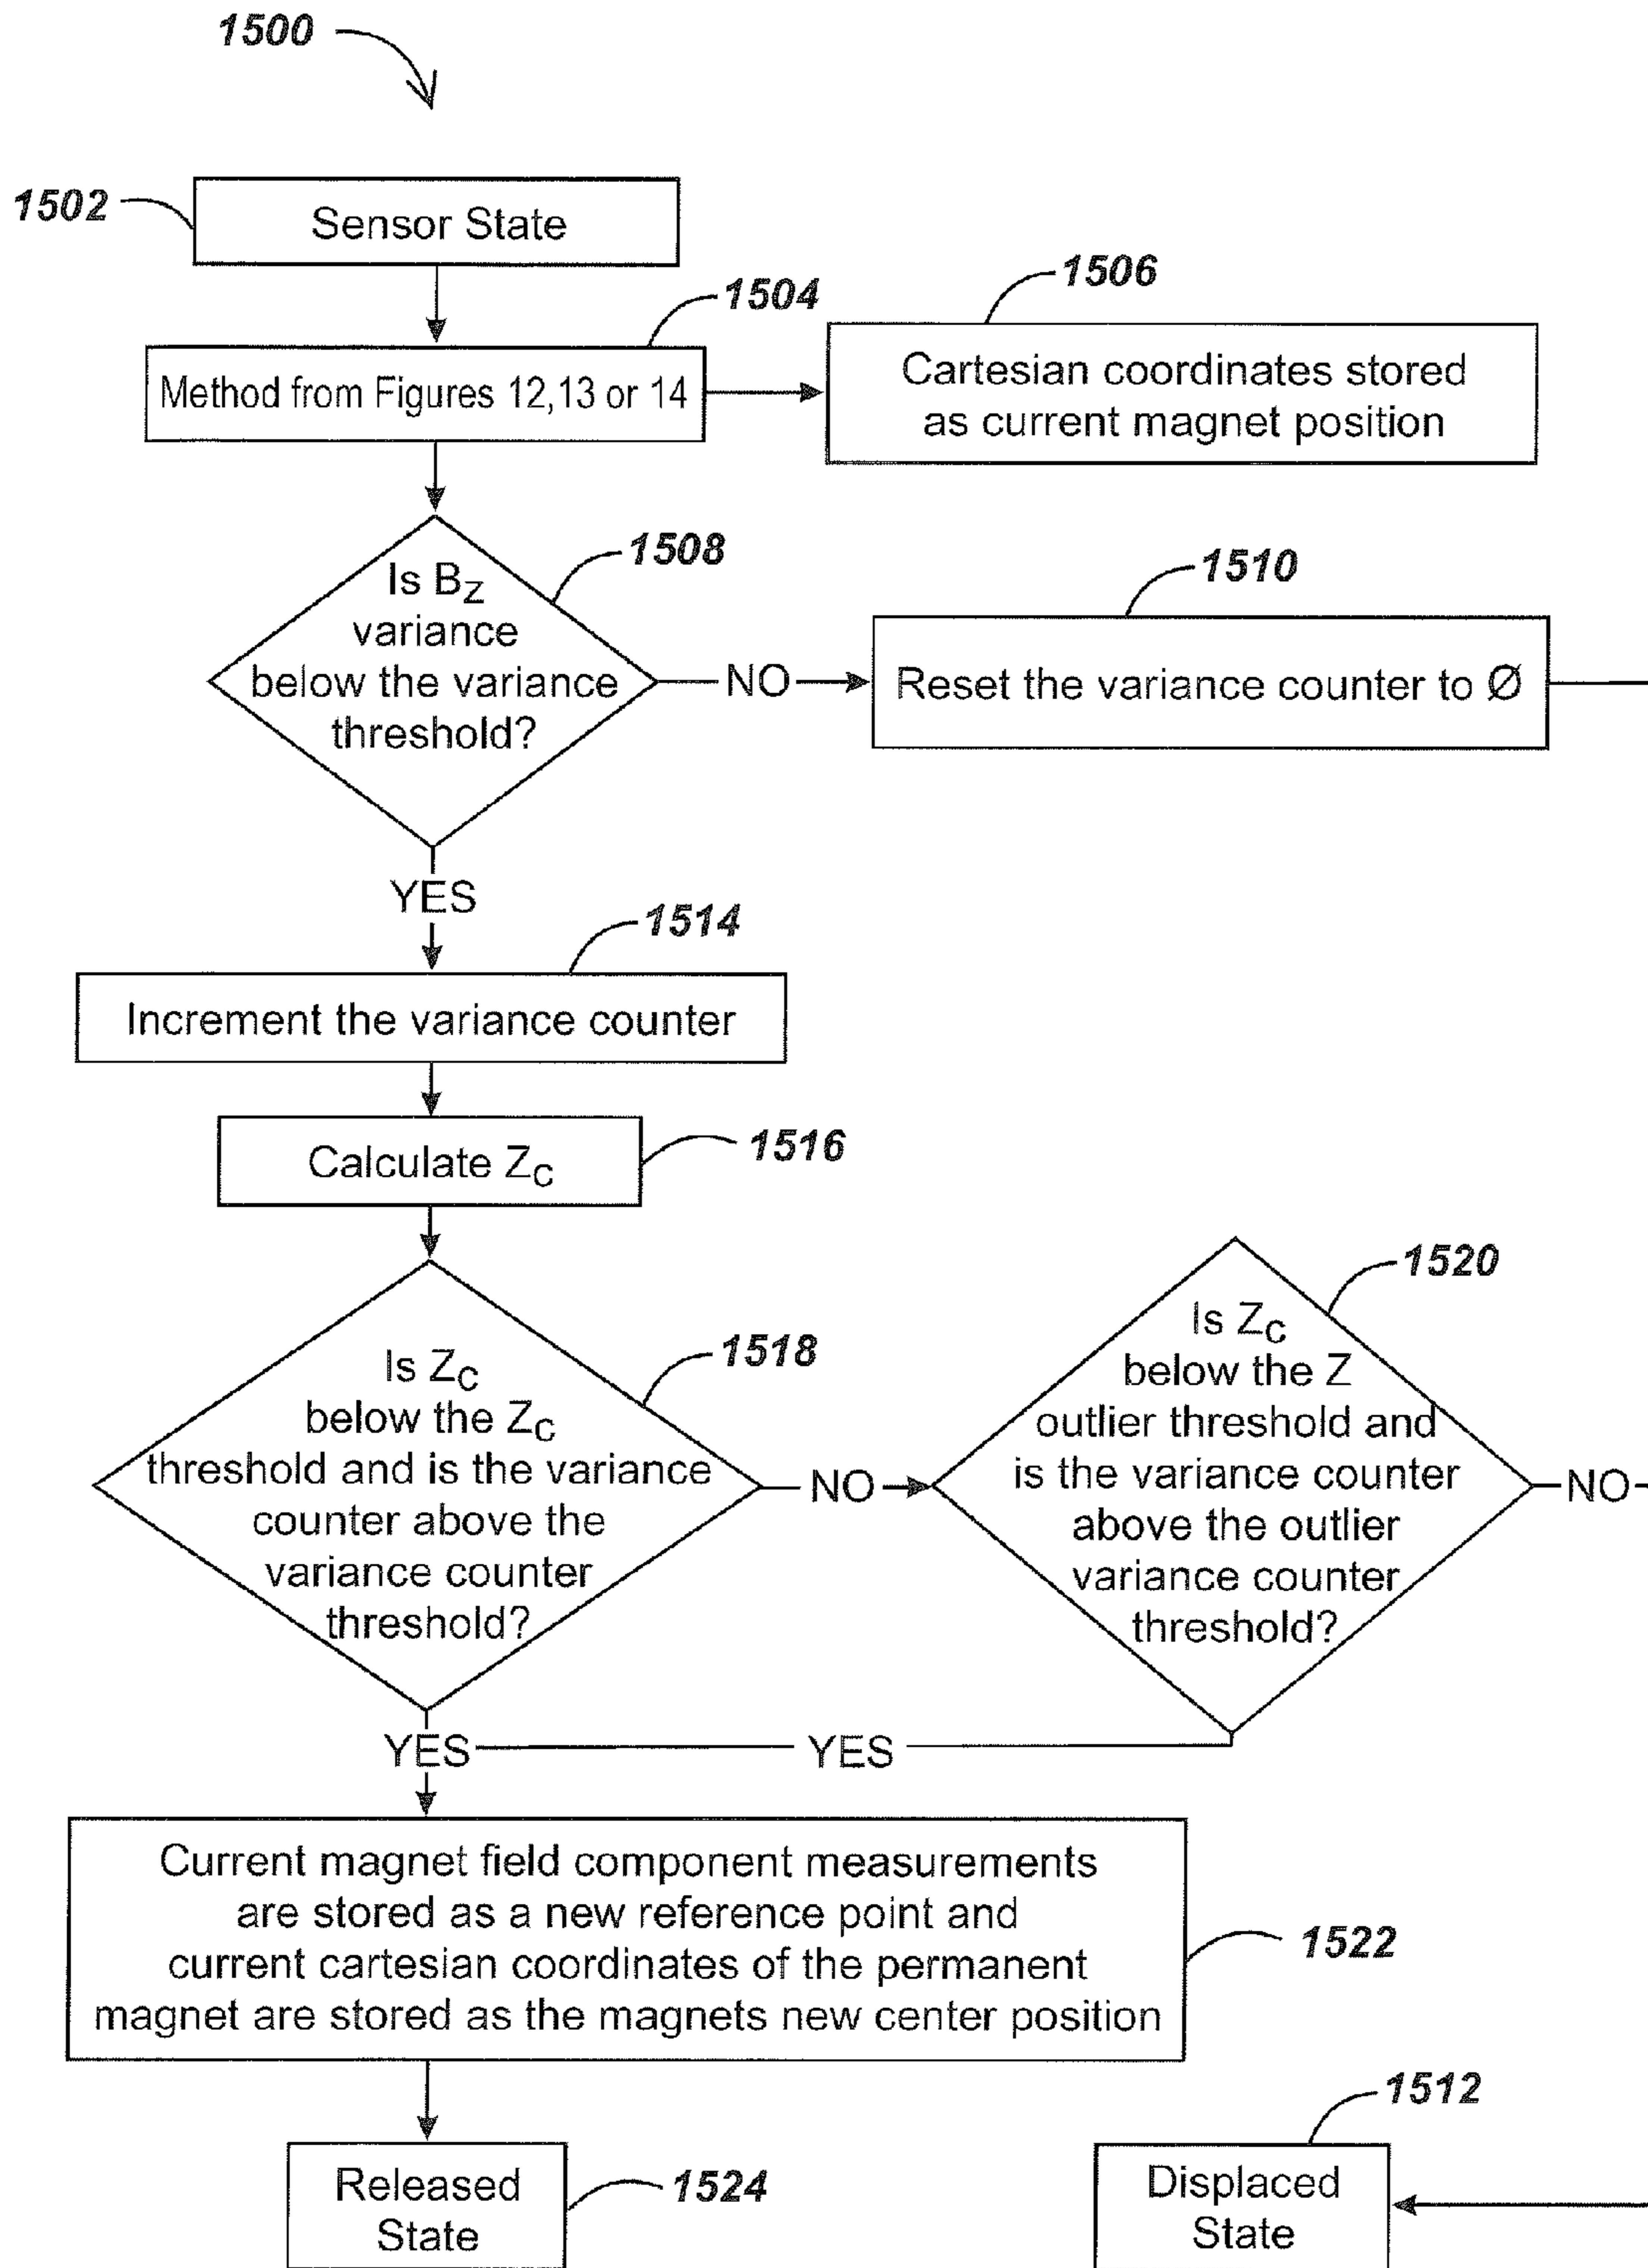 1500
1502
Sensor State
1504
1506
Method from Figures 12,13 or 14
Cartesian coordinates stored
as current magnet position
1508
Is BZ
variance
below the variance
threshold?
NO
1510
Reset the variance counter to Ø
YES
1514
Increment the variance counter
1516
Calculate ZC
1518
Is ZC
below the ZC
threshold and is the variance
counter above the
variance counter
threshold?
NO
1520
Is ZC
below the Z
outlier threshold and
is the variance counter
above the outlier
variance counter
threshold?
NO
YES
YES
Current magnet field component measurements
are stored as a new reference point and
current cartesian coordinates of the permanent
magnet are stored as the magnets new center position
1522
1512
Released
State
1524
Displaced
State